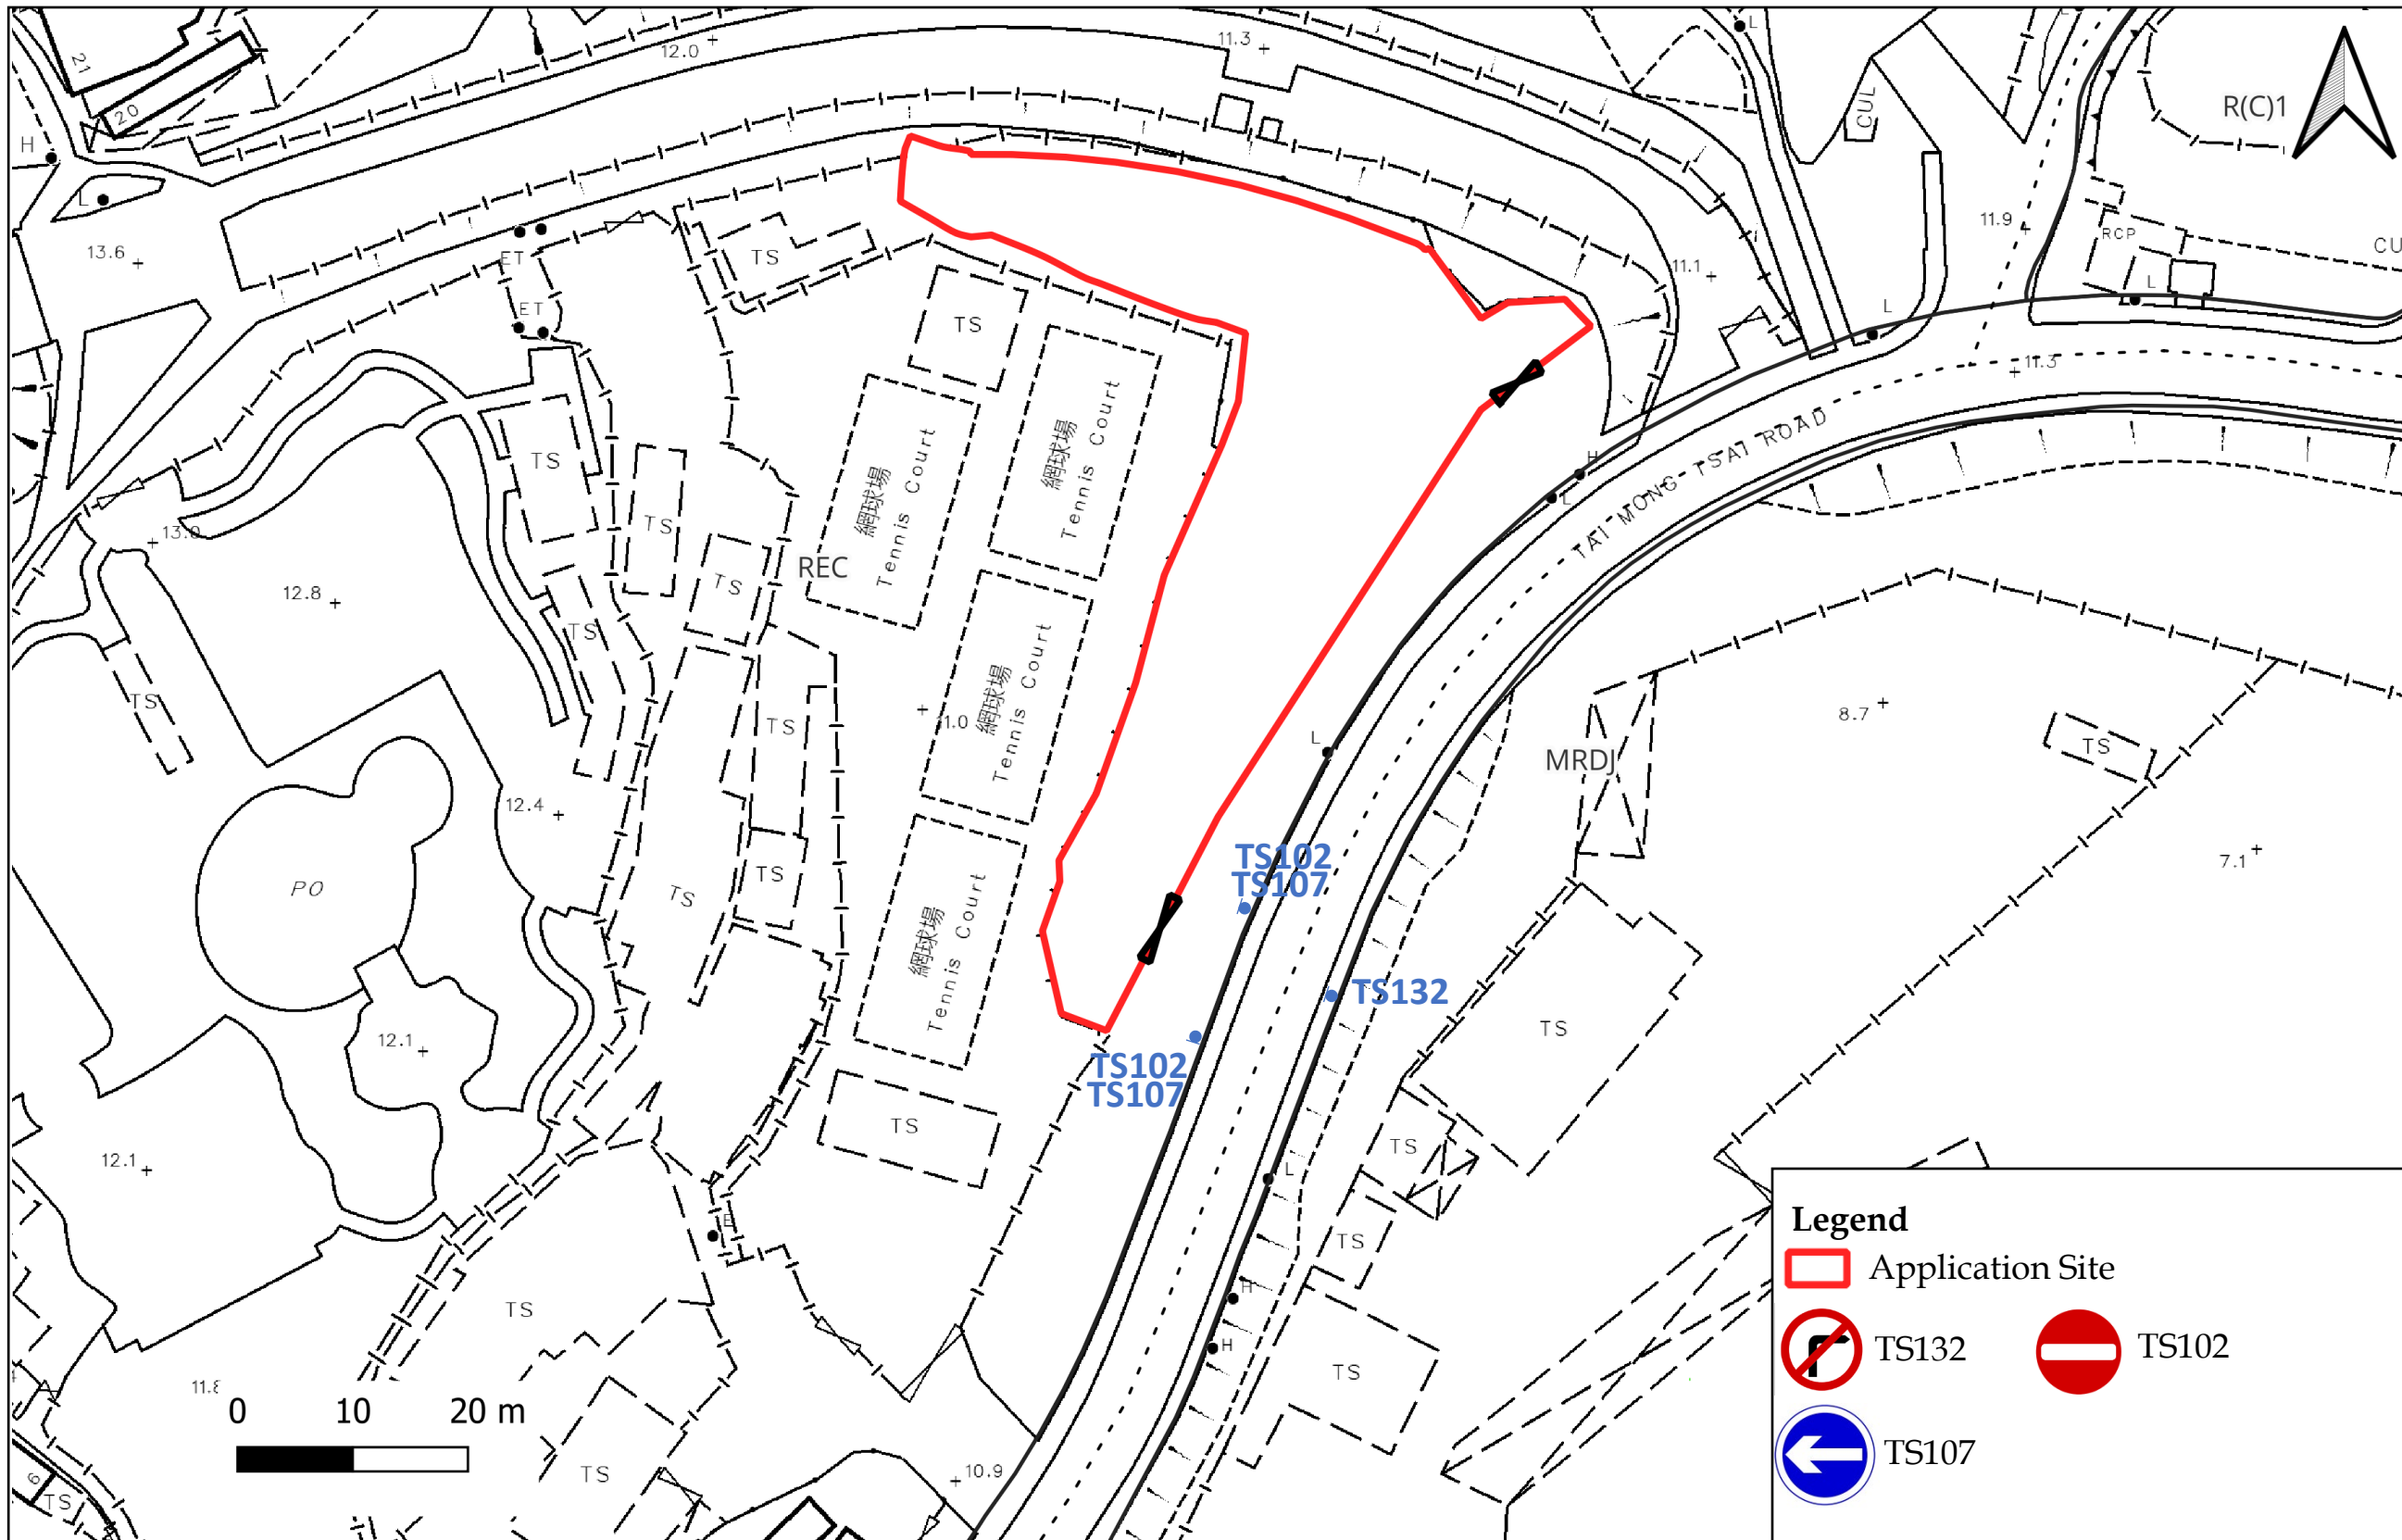 21
20
12.0
11.3
L
L
H
L
CUL
R(C)1
13.6
ET
TS
11.9
RCP
CU
11.1
L
L
ET
TS
11.3
TS
網球場
Tennis Court
網球場
Tennis Court
TAI MONG TSAI ROAD
H
L
13.0
TS
TS
REC
12.8
TS
TS
網球場
Tennis Court
11.0
TS
8.7
TS
L
MRDJ
12.4
7.1
TS102
TS107
PO
TS
TS
網球場
Tennis Court
TS132
12.1
TS
TS102
TS107
TS
TS
12.1
L
E
TS
TS
H
H
TS
11.8
0 10 20 m
TS
10.9
6
TS
Legend
Application Site
TS132
TS102
TS107